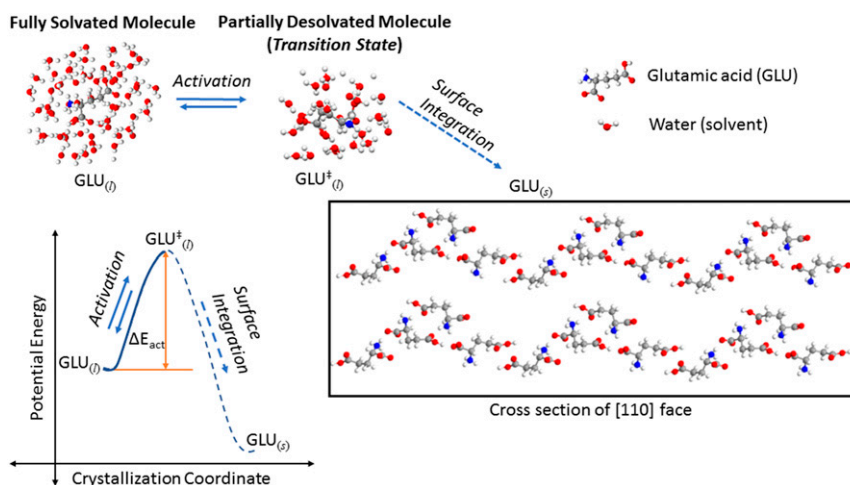 Fully Solvated Molecule
Partially Desolvated Molecule
(Transition State)
Activation
Surface
Integration
Glutamic acid (GLU)
Water (solvent)
GLU(l)
GLU‡(l)
GLU(s)
GLU‡(l)
Activation
Surface
Integration
ΔEact
GLU(l)
GLU(s)
Potential Energy
Crystallization Coordinate
Cross section of [110] face